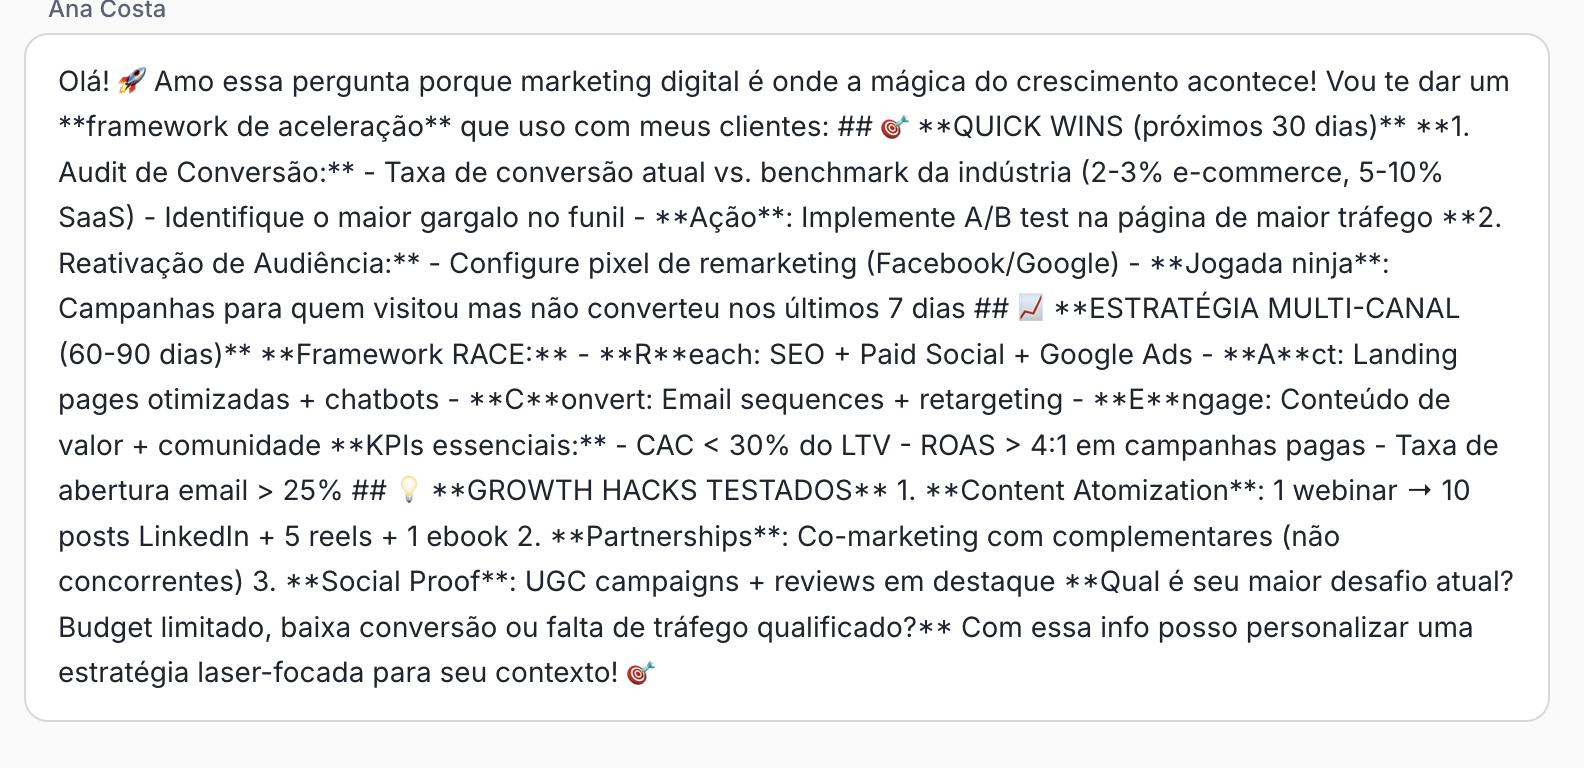 Ana Costa
Olá! 🚀 Amo essa pergunta porque marketing digital é onde a mágica do crescimento acontece! Vou te dar um
**framework de aceleração** que uso com meus clientes: ## 🎯 **QUICK WINS (próximos 30 dias)** **1.
Audit de Conversão:** - Taxa de conversão atual vs. benchmark da indústria (2-3% e-commerce, 5-10%
SaaS) - Identifique o maior gargalo no funil - **Ação**: Implemente A/B test na página de maior tráfego **2.
Reativação de Audiência:** - Configure pixel de remarketing (Facebook/Google) - **Jogada ninja**:
Campanhas para quem visitou mas não converteu nos últimos 7 dias ## 📈 **ESTRATÉGIA MULTI-CANAL
(60-90 dias)** **Framework RACE:** - **R**each: SEO + Paid Social + Google Ads - **A**ct: Landing
pages otimizadas + chatbots - **C**onvert: Email sequences + retargeting - **E**ngage: Conteúdo de
valor + comunidade **KPIs essenciais:** - CAC < 30% do LTV - ROAS > 4:1 em campanhas pagas - Taxa de
abertura email > 25% ## 💡 **GROWTH HACKS TESTADOS** 1. **Content Atomization**: 1 webinar → 10
posts LinkedIn + 5 reels + 1 ebook 2. **Partnerships**: Co-marketing com complementares (não
concorrentes) 3. **Social Proof**: UGC campaigns + reviews em destaque **Qual é seu maior desafio atual?
Budget limitado, baixa conversão ou falta de tráfego qualificado?** Com essa info posso personalizar uma
estratégia laser-focada para seu contexto! 🎯